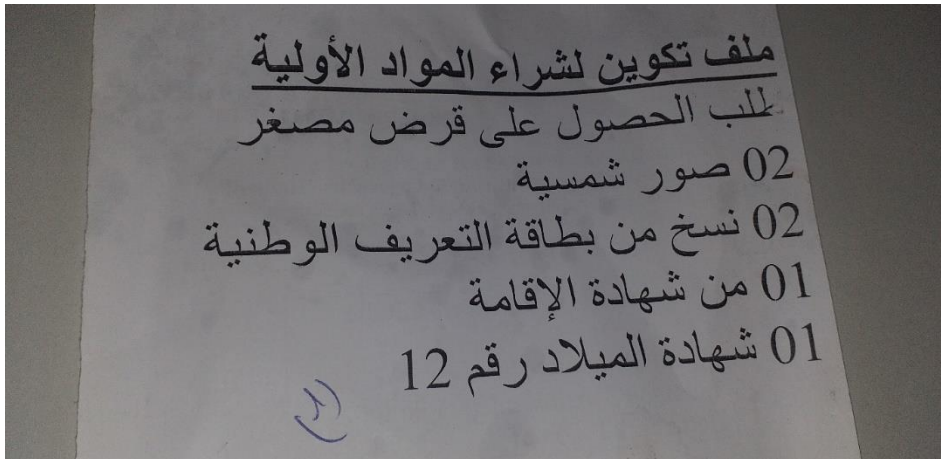 ملف تكوين لشراء المواد الأولية
طلب الحصول على قرض مصغر
02 صور شمسية
02 نسخ من بطاقة التعريف الوطنية
01 من شهادة الإقامة
01 شهادة الميلاد رقم 12